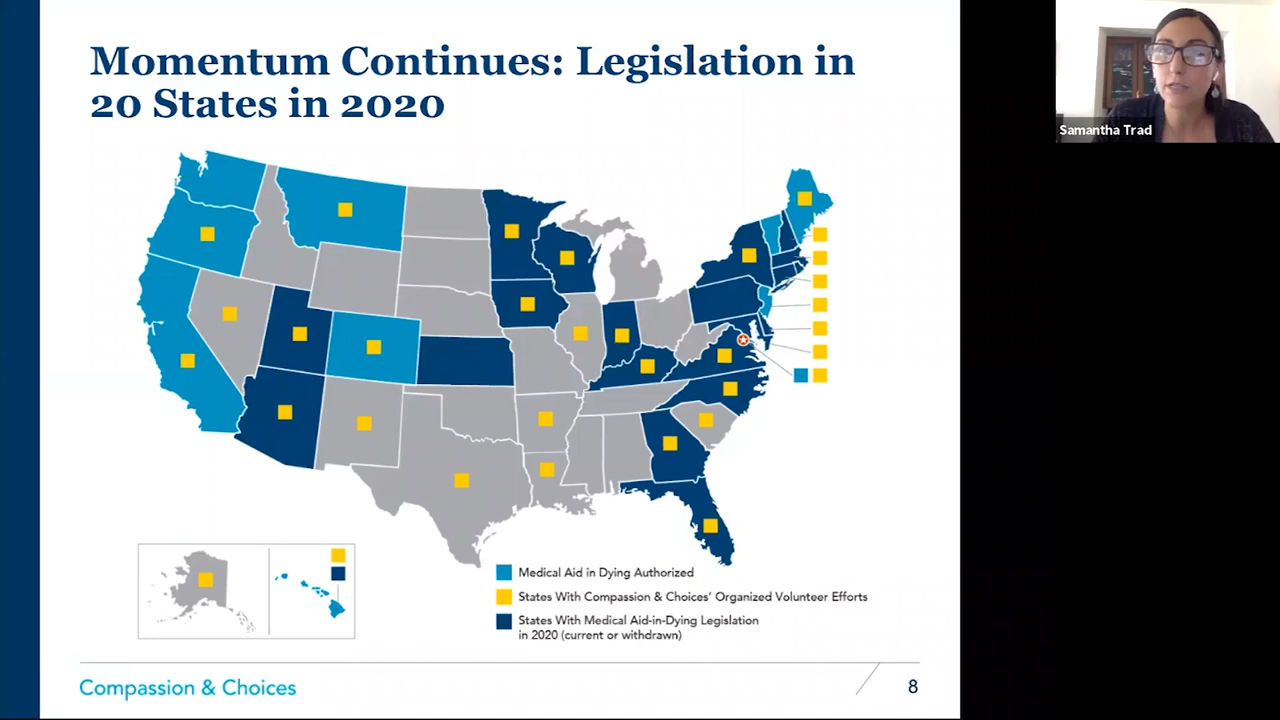 Momentum Continues: Legislation in
20 States in 2020
Samantha Trad
Medical Aid in Dying Authorized
States With Compassion & Choices' Organized Volunteer Efforts
States With Medical Aid-in-Dying Legislation
in 2020 (current or withdrawn)
Compassion & Choices
8